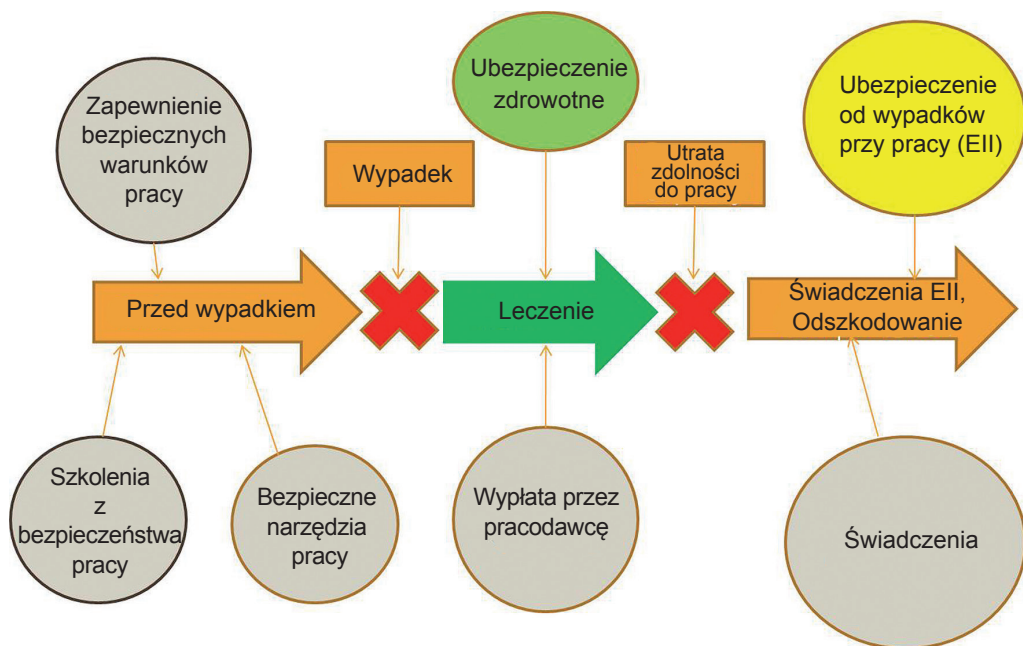 Zapewnienie
bezpiecznych
warunków
pracy
Ubezpieczenie
zdrowotne
Ubezpieczenie
od wypadków
przy pracy (EII)
Wypadek
Utrata
zdolności
do pracy
Przed wypadkiem
Leczenie
Świadczenia EII,
Odszkodowanie
Szkolenia
z
bezpieczeństwa
pracy
Bezpieczne
narzędzia
pracy
Wypłata przez
pracodawcę
Świadczenia